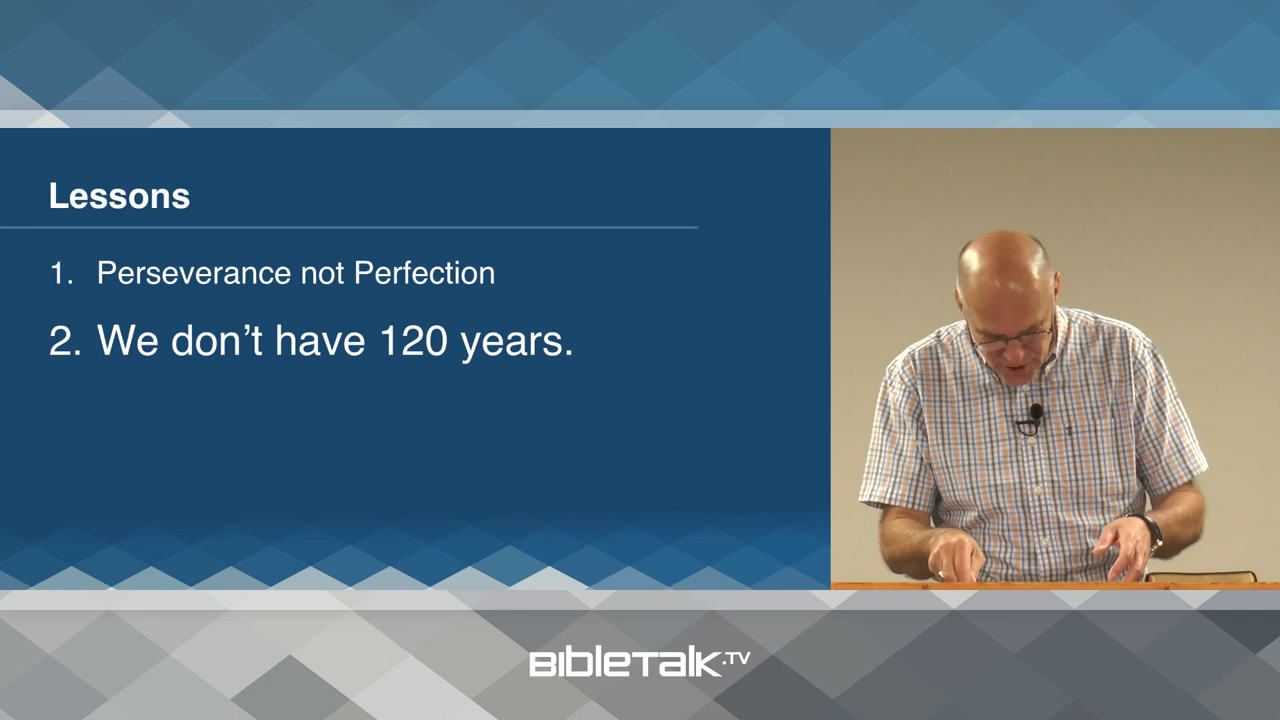 Lessons
1. Perseverance not Perfection
2. We don't have 120 years.
BIBLETALK.TV